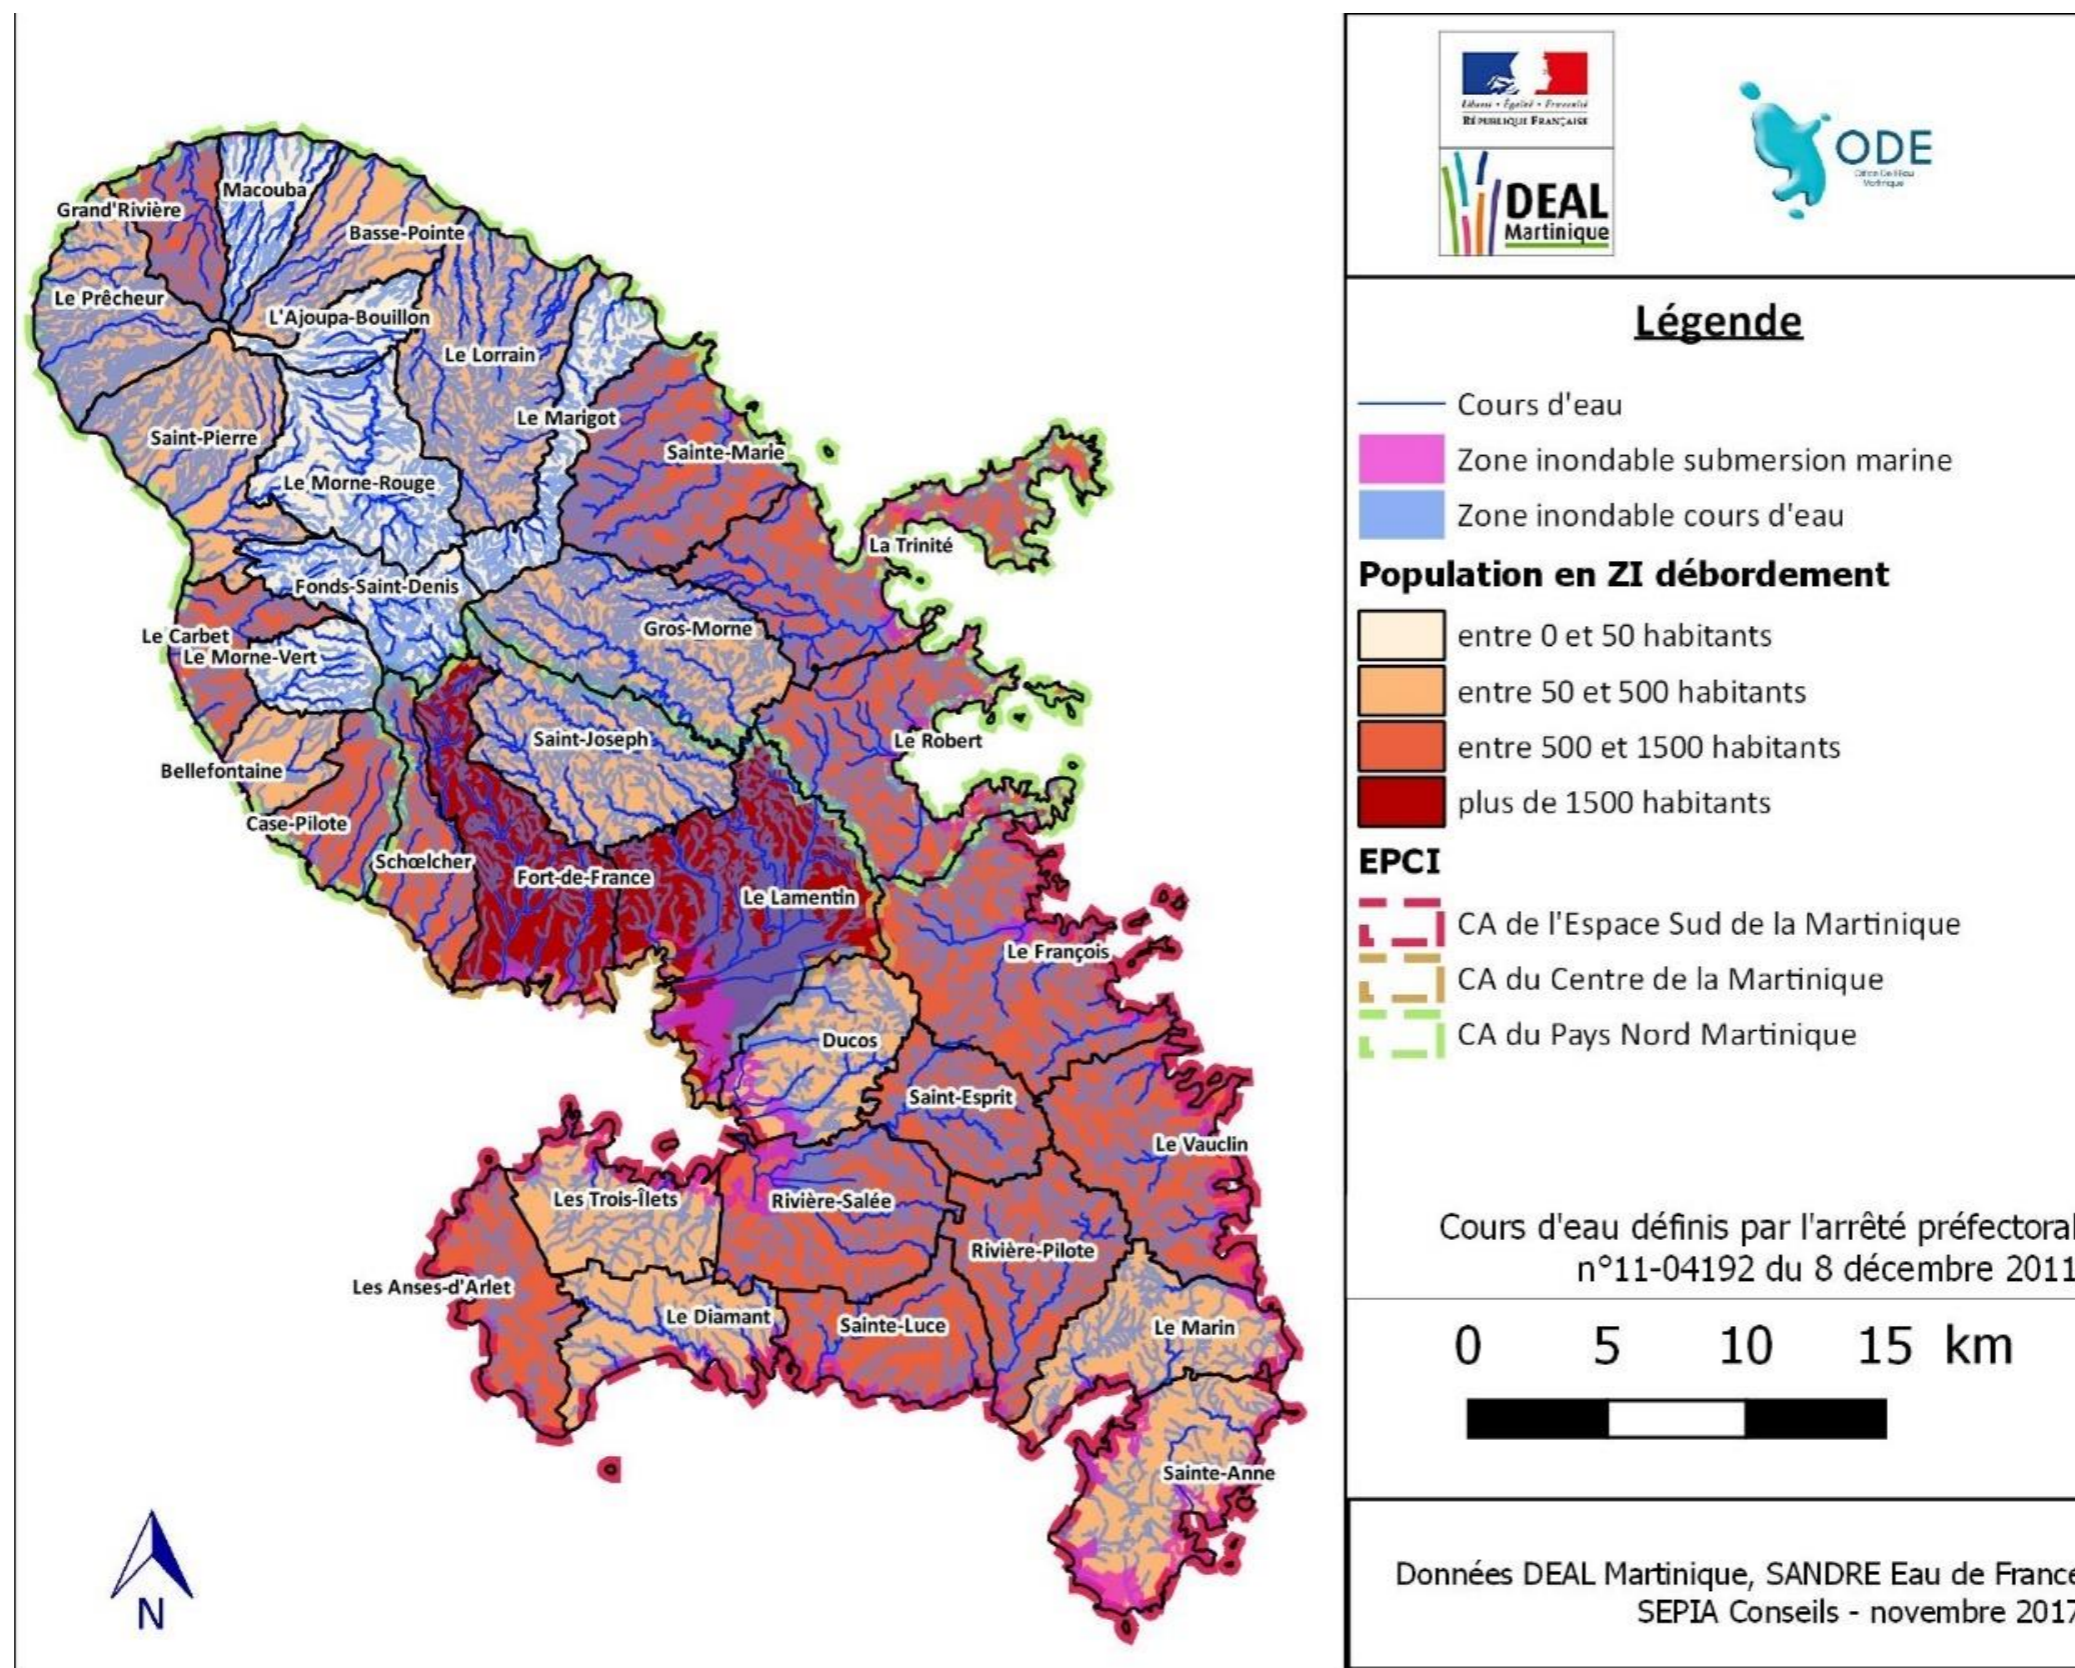 Macouba
Grand'Rivière
Basse-Pointe
Le Prêcheur
L'Ajoupa-Bouillon
Le Lorrain
Le Marigot
Saint-Pierre
Sainte-Marie
Le Morne-Rouge
La Trinité
Fonds-Saint-Denis
Le Carbet
Gros-Morne
Le Morne-Vert
Saint-Joseph
Le Robert
Bellefontaine
Case-Pilote
Schœlcher
Fort-de-France
Le Lamentin
Le François
Ducos
Saint-Esprit
Le Vauclin
Les Trois-Îlets
Rivière-Salée
Rivière-Pilote
Les Anses-d'Arlet
Le Diamant
Sainte-Luce
Le Marin
Sainte-Anne
N
Liberté • Égalité • Fraternité
RÉPUBLIQUE FRANÇAISE
DEAL
Martinique
ODE
Office De l'Eau
Martinique
Légende
Cours d'eau
Zone inondable submersion marine
Zone inondable cours d'eau
Population en ZI débordement
entre 0 et 50 habitants
entre 50 et 500 habitants
entre 500 et 1500 habitants
plus de 1500 habitants
EPCI
CA de l'Espace Sud de la Martinique
CA du Centre de la Martinique
CA du Pays Nord Martinique
Cours d'eau définis par l'arrêté préfectoral
n°11-04192 du 8 décembre 2011
0 5 10 15 km
Données DEAL Martinique, SANDRE Eau de France
SEPIA Conseils - novembre 2017